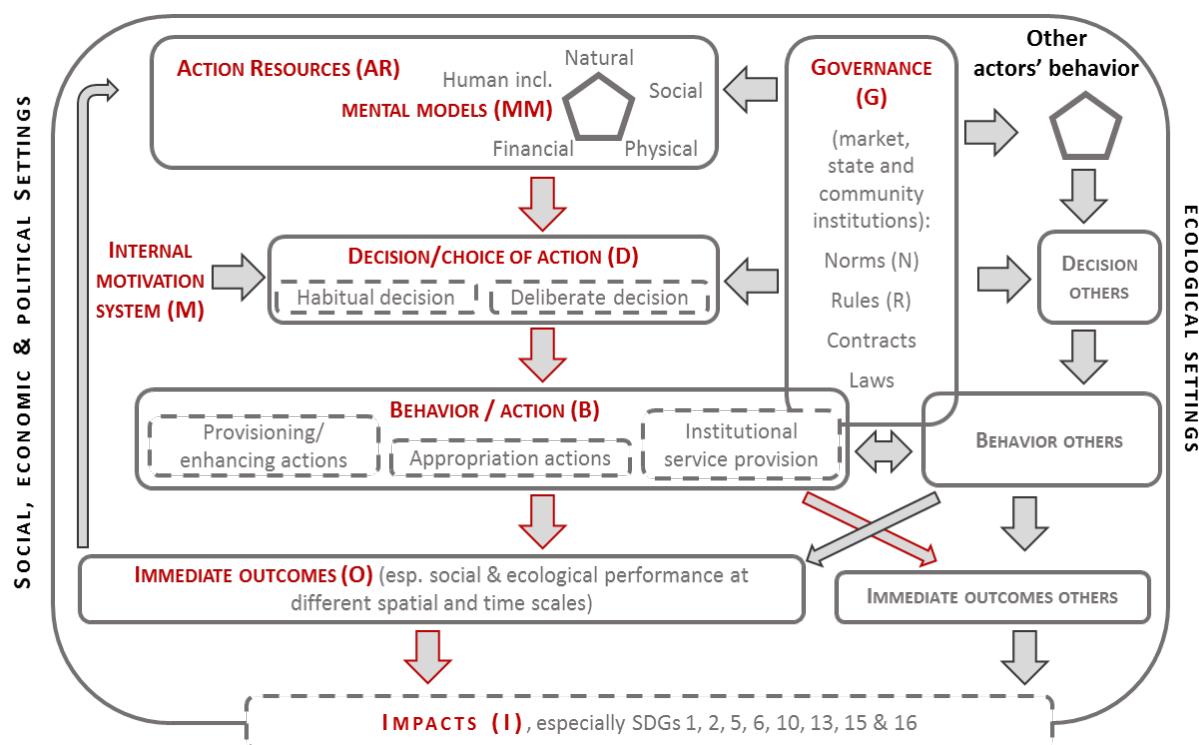 SOCIAL, ECONOMIC & POLITICAL SETTINGS
ACTION RESOURCES (AR)
Natural
Human incl.
MENTAL MODELS (MM)
Social
Financial
Physical
GOVERNANCE
(G)
(market,
state and
community
institutions):
Norms (N)
Rules (R)
Contracts
Laws
Other
actors' behavior
INTERNAL
MOTIVATION
SYSTEM (M)
DECISION/CHOICE OF ACTION (D)
Habitual decision
Deliberate decision
DECISION
OTHERS
BEHAVIOR / ACTION (B)
Provisioning/
enhancing actions
Appropriation actions
Institutional
service provision
BEHAVIOR OTHERS
IMMEDIATE OUTCOMES (O) (esp. social & ecological performance at
different spatial and time scales)
IMMEDIATE OUTCOMES OTHERS
IMPACTS (I) , especially SDGs 1, 2, 5, 6, 10, 13, 15 & 16
ECOLOGICAL SETTINGS